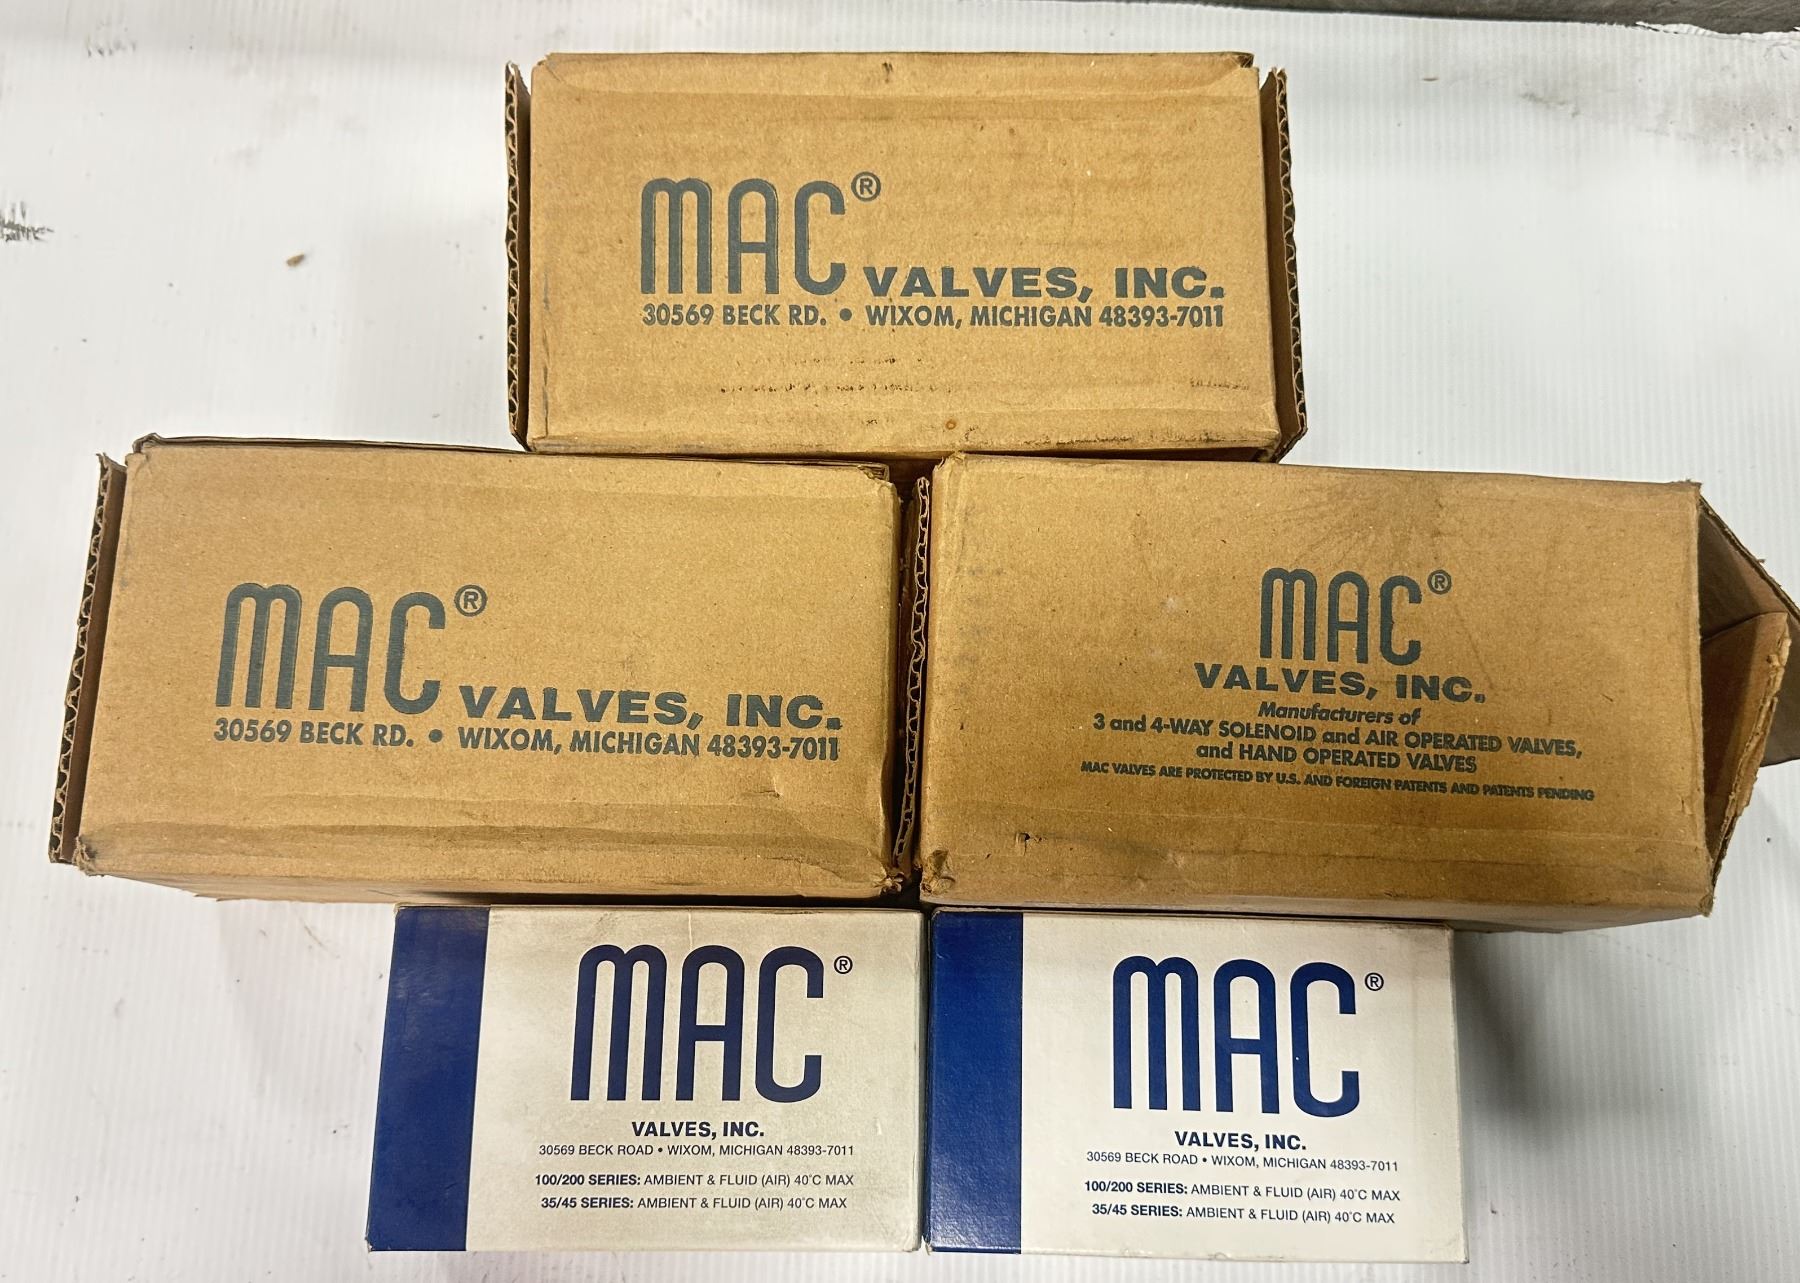 MAC® VALVES, INC.
30569 BECK RD. • WIXOM, MICHIGAN 48393-7011
MAC® VALVES, INC.
30569 BECK RD. • WIXOM, MICHIGAN 48393-7011
MAC®
VALVES, INC.
Manufacturers of
3 and 4-WAY SOLENOID and AIR OPERATED VALVES,
and HAND OPERATED VALVES
MAC VALVES ARE PROTECTED BY U.S. AND FOREIGN PATENTS AND PATENTS PENDING
MAC®
VALVES, INC.
30569 BECK ROAD • WIXOM, MICHIGAN 48393-7011
100/200 SERIES: AMBIENT & FLUID (AIR) 40°C MAX
35/45 SERIES: AMBIENT & FLUID (AIR) 40°C MAX
MAC®
VALVES, INC.
30569 BECK ROAD • WIXOM, MICHIGAN 48393-7011
100/200 SERIES: AMBIENT & FLUID (AIR) 40°C MAX
35/45 SERIES: AMBIENT & FLUID (AIR) 40°C MAX